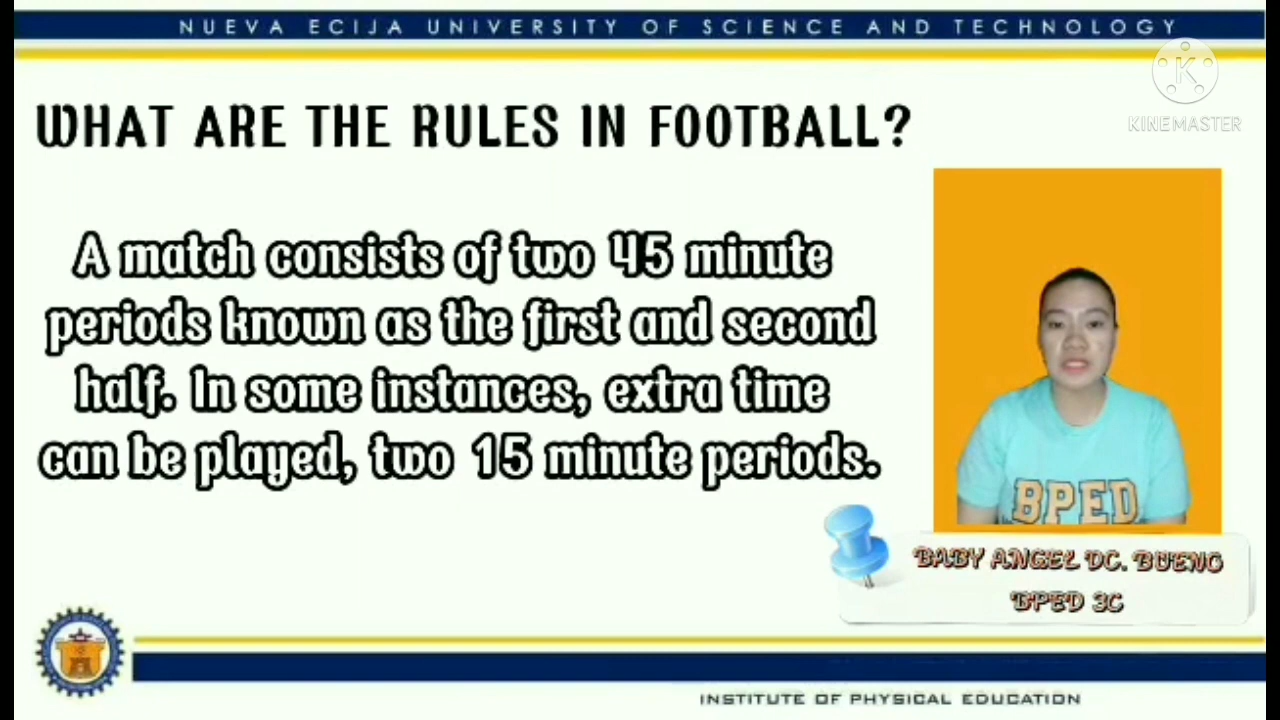 NUEVA ECIJA UNIVERSITY OF SCIENCE AND TECHNOLOGY
K
KINEMASTER
WHAT ARE THE RULES IN FOOTBALL?
A match consists of two 45 minute
periods known as the first and second
half. In some instances, extra time
can be played, two 15 minute periods.
BPED
BABY ANGEL DC. BUENO
BPED 3C
INSTITUTE OF PHYSICAL EDUCATION